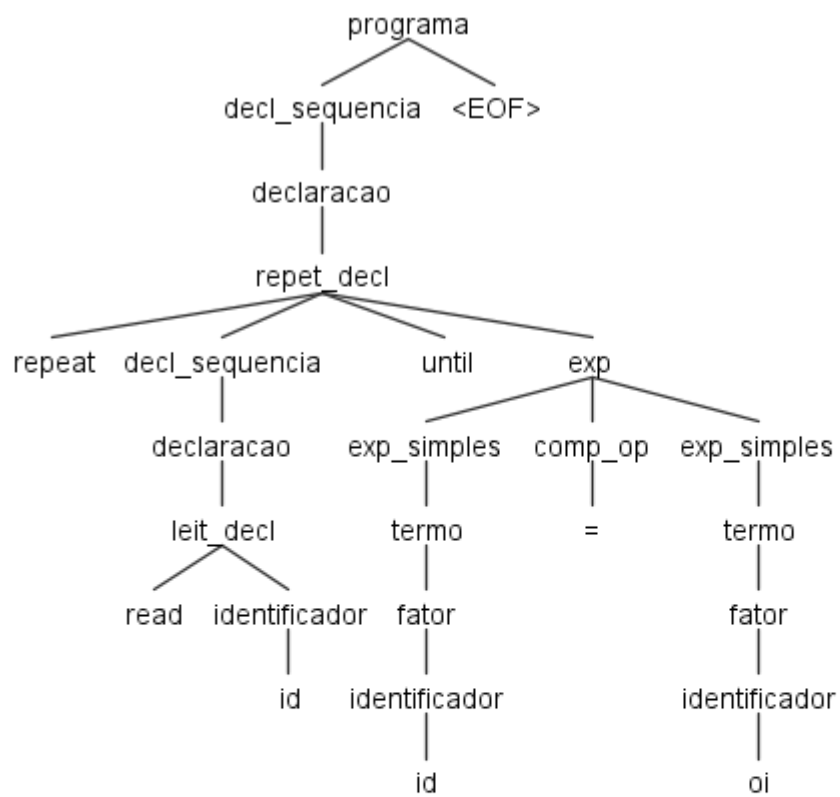 programa
decl_sequencia <EOF>
declaracao
repet_decl
repeat decl_sequencia until exp
declaracao exp_simples comp_op exp_simples
leit_decl termo = termo
read identificador fator fator
id identificador identificador
id oi